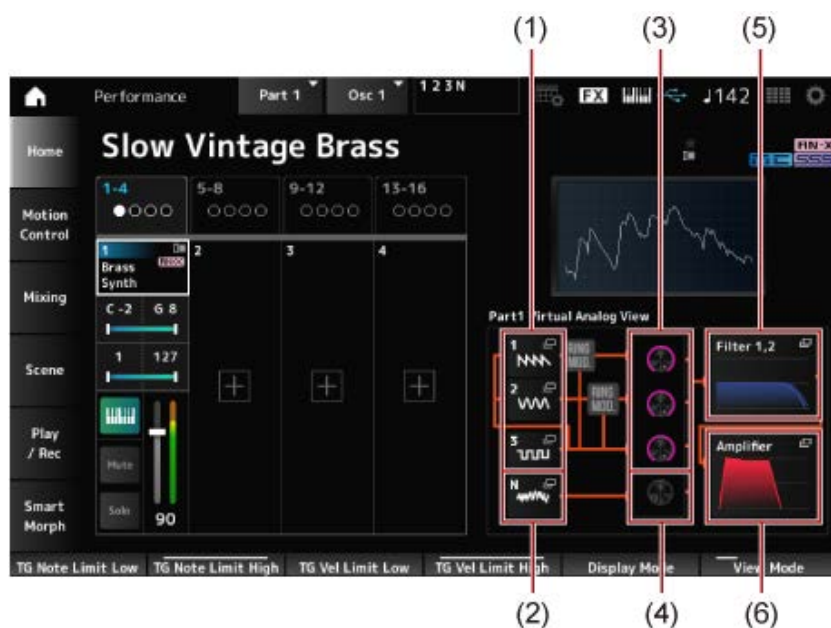 (1) (3) (5)
Performance Part 1 Osc 1 1 2 3 N FX ♩142
Home
Slow Vintage Brass
AN-X
1-4 5-8 9-12 13-16
Motion
Control
1 2 3 4
Brass
Synth
Mixing
C -2 G 8
Part1 Virtual Analog View
1 RING
MOD.
Filter 1,2
1 127
Scene
2 RING
MOD.
Play
/ Rec
3
Amplifier
Mute
N
Smart
Morph
Solo
90
TG Note Limit Low TG Note Limit High TG Vel Limit Low TG Vel Limit High Display Mode View Mode
(2) (4) (6)